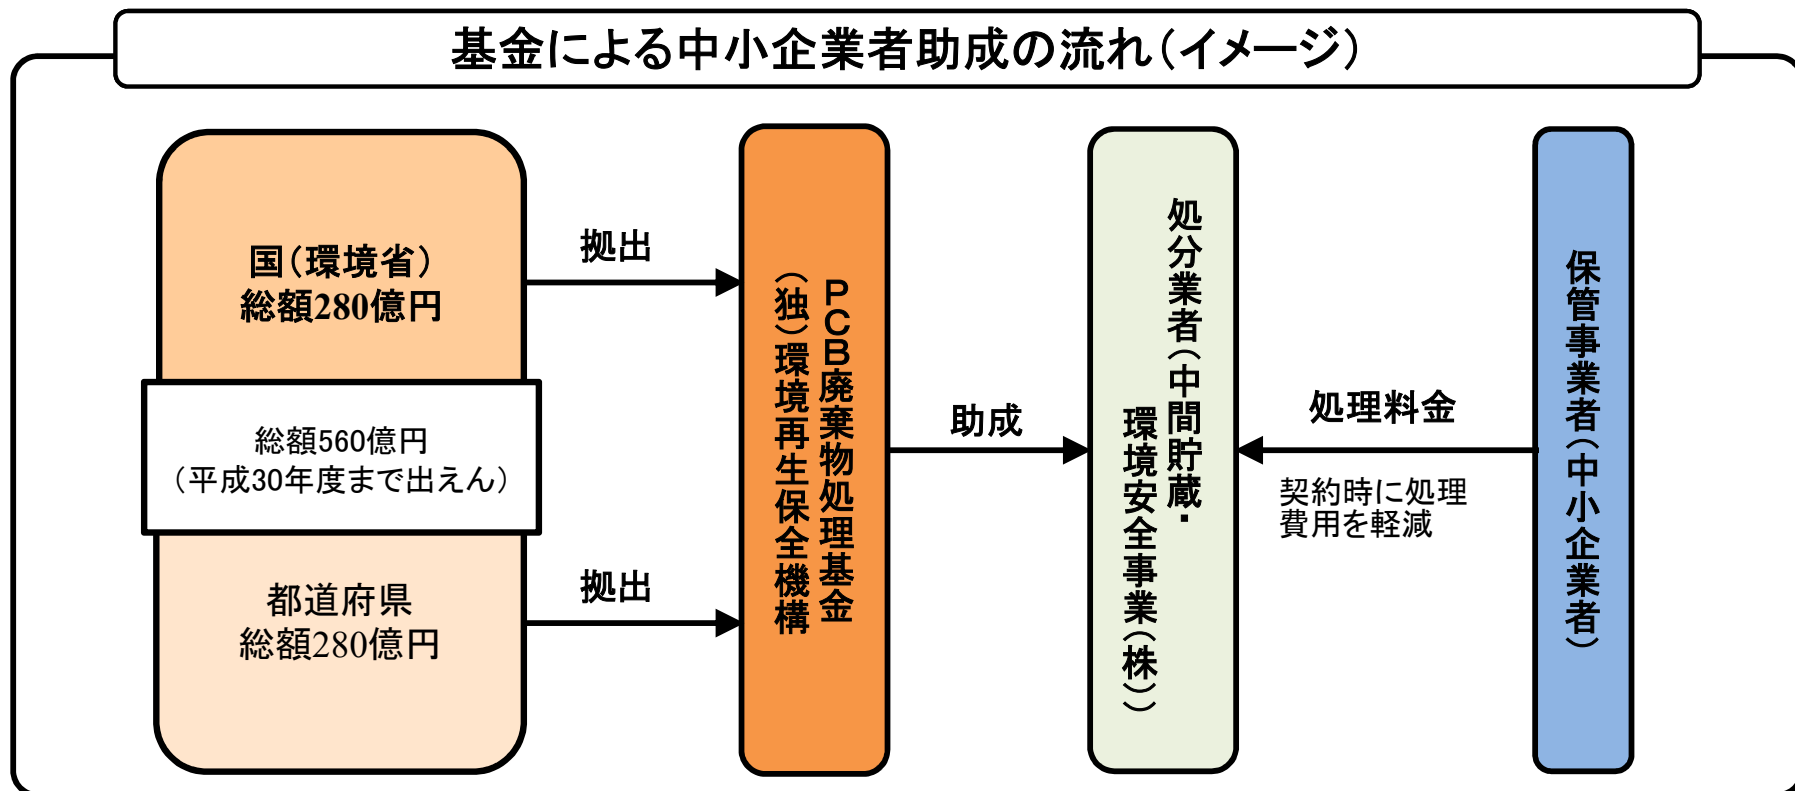 基金による中小企業者助成の流れ（イメージ）
国（環境省）
総額280億円
総額560億円
（平成30年度まで出えん）
都道府県
総額280億円
拠出
拠出
ＰＣＢ廃棄物処理基金
（独）環境再生保全機構
助成
処分業者（中間貯蔵・
環境安全事業（株））
処理料金
契約時に処理
費用を軽減
保管事業者（中小企業者）